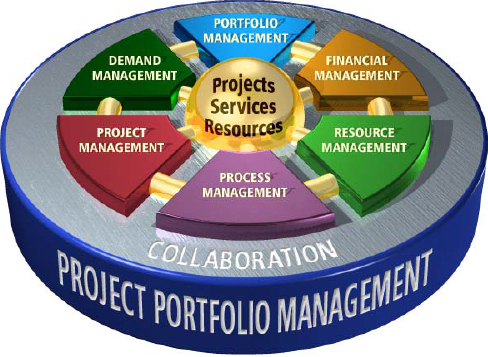 PORTFOLIO
MANAGEMENT
DEMAND
MANAGEMENT
FINANCIAL
MANAGEMENT
Projects
Services
Resources
PROJECT
MANAGEMENT
RESOURCE
MANAGEMENT
PROCESS
MANAGEMENT
COLLABORATION
PROJECT PORTFOLIO MANAGEMENT